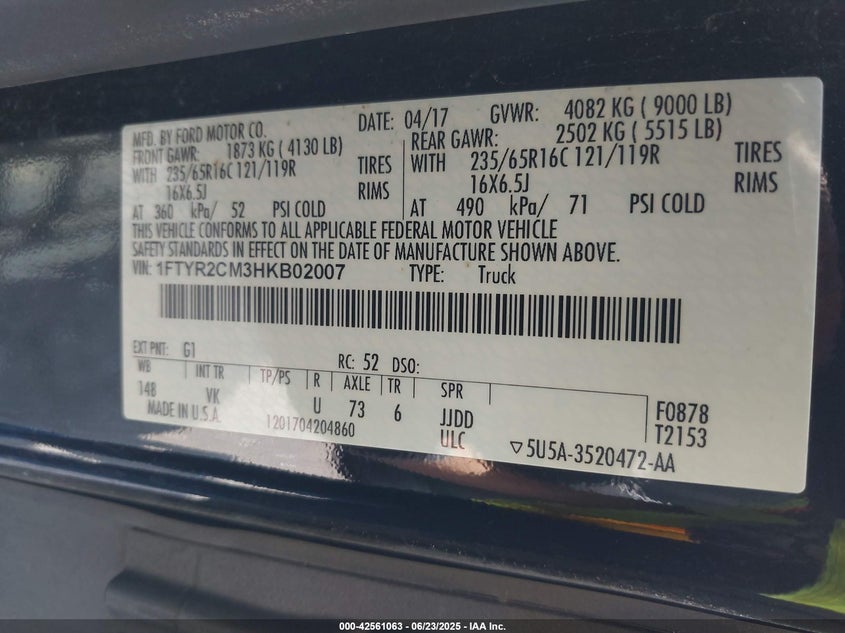 MFD. BY FORD MOTOR CO.
DATE: 04/17 GVWR: 4082 KG ( 9000 LB)
FRONT GAWR: 1873 KG ( 4130 LB)
REAR GAWR: 2502 KG ( 5515 LB)
WITH 235/65R16C 121/119R TIRES
WITH 235/65R16C 121/119R TIRES
16X6.5J RIMS
16X6.5J RIMS
AT 360 kPa/ 52 PSI COLD
AT 490 kPa/ 71 PSI COLD
THIS VEHICLE CONFORMS TO ALL APPLICABLE FEDERAL MOTOR VEHICLE
SAFETY STANDARDS IN EFFECT ON THE DATE OF MANUFACTURE SHOWN ABOVE.
VIN: 1FTYR2CM3HKB02007 TYPE: Truck
EXT PNT: G1 RC: 52 DSO:
WB INT TR TP/PS R AXLE TR SPR
148 VK U 73 6 JJDD F0878
MADE IN U.S.A. 1201704204860 ULC T2153
▽5U5A-3520472-AA
000-42561063 - 06/23/2025 - IAA Inc.